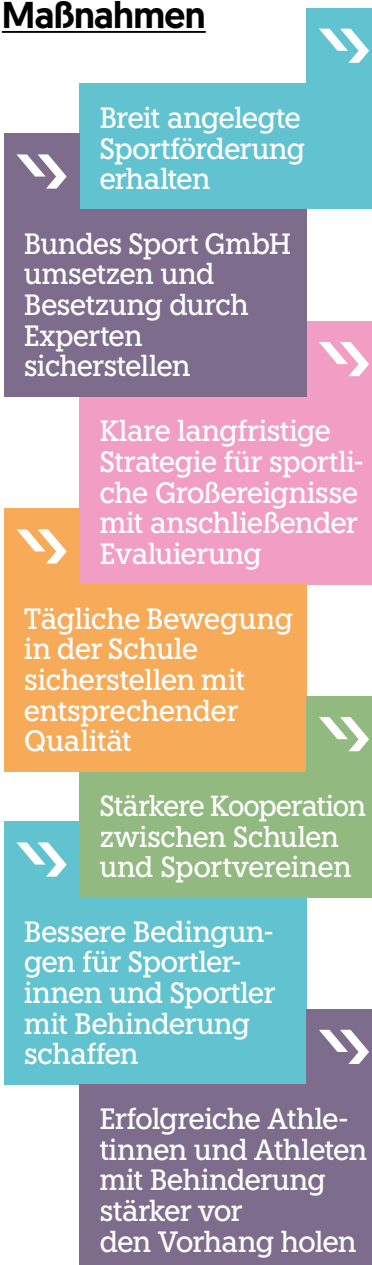 Maßnahmen
Breit angelegte
Sportförderung
erhalten
Bundes Sport GmbH
umsetzen und
Besetzung durch
Experten
sicherstellen
Klare langfristige
Strategie für sportli-
che Großereignisse
mit anschließender
Evaluierung
Tägliche Bewegung
in der Schule
sicherstellen mit
entsprechender
Qualität
Stärkere Kooperation
zwischen Schulen
und Sportvereinen
Bessere Bedingun-
gen für Sportler-
innen und Sportler
mit Behinderung
schaffen
Erfolgreiche Athle-
tinnen und Athleten
mit Behinderung
stärker vor
den Vorhang holen